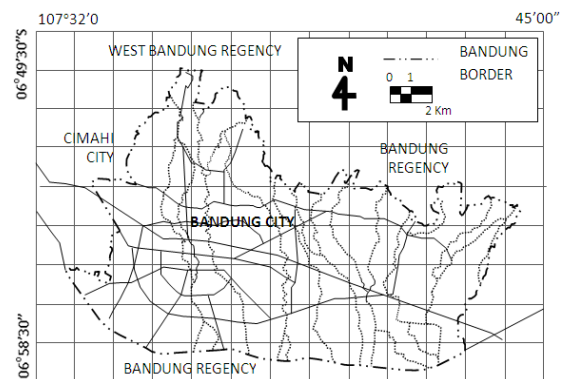 107°32'0
45'00”
06°49'30”S
WEST BANDUNG REGENCY
N
BANDUNG
BORDER
0 1
2 Km
CIMAHI
CITY
BANDUNG
REGENCY
BANDUNG CITY
06°58'30”
BANDUNG REGENCY